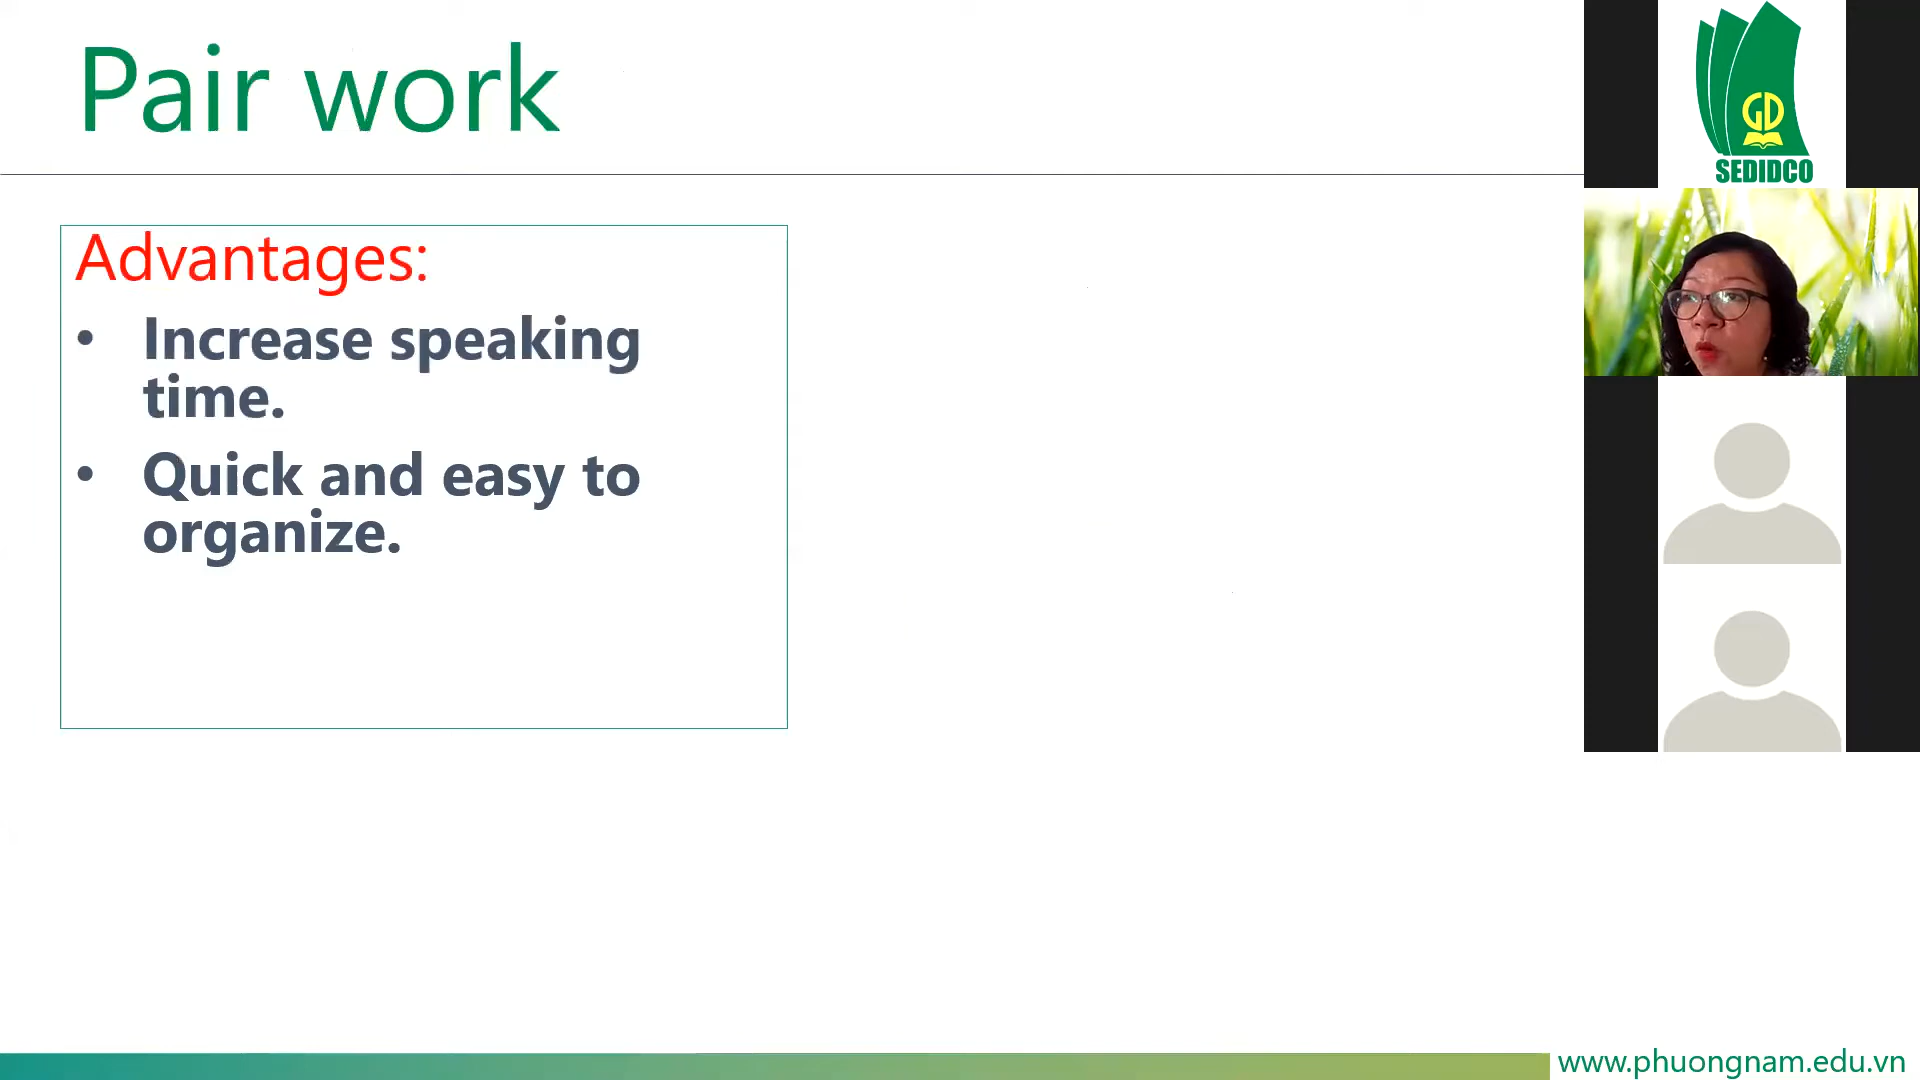 Pair work
Advantages:
• Increase speaking
time.
• Quick and easy to
organize.
GD
SEDIDCO
www.phuongnam.edu.vn